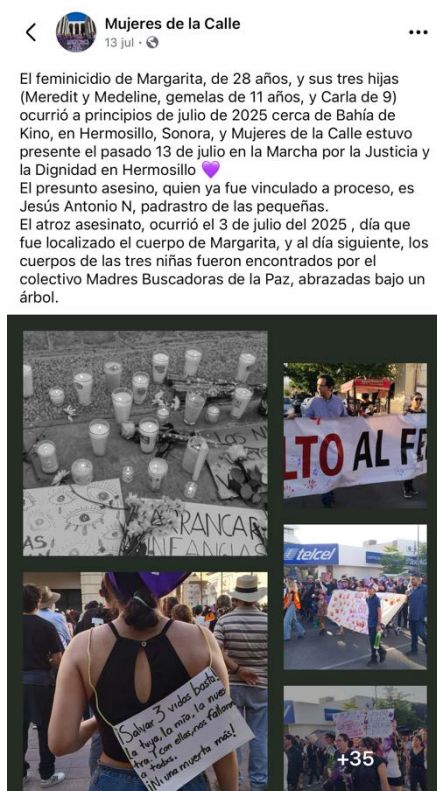 Mujeres de la Calle
13 jul ·
El feminicidio de Margarita, de 28 años, y sus tres hijas
(Meredit y Medeline, gemelas de 11 años, y Carla de 9)
ocurrió a principios de julio de 2025 cerca de Bahía de
Kino, en Hermosillo, Sonora, y Mujeres de la Calle estuvo
presente el pasado 13 de julio en la Marcha por la Justicia y
la Dignidad en Hermosillo 💜
El presunto asesino, quien ya fue vinculado a proceso, es
Jesús Antonio N, padrastro de las pequeñas.
El atroz asesinato, ocurrió el 3 de julio del 2025 , día que
fue localizado el cuerpo de Margarita, y al día siguiente, los
cuerpos de las tres niñas fueron encontrados por el
colectivo Madres Buscadoras de la Paz, abrazadas bajo un
árbol.
LTO AL FE
ARRANCAR
INFANCIAS
telcel
¡Salvar 3 vidas basta!
la tuya, la mía, la nues
tra. Y con ellas, nos fallaron
a todas.
¡Ni una muerta más!
+35